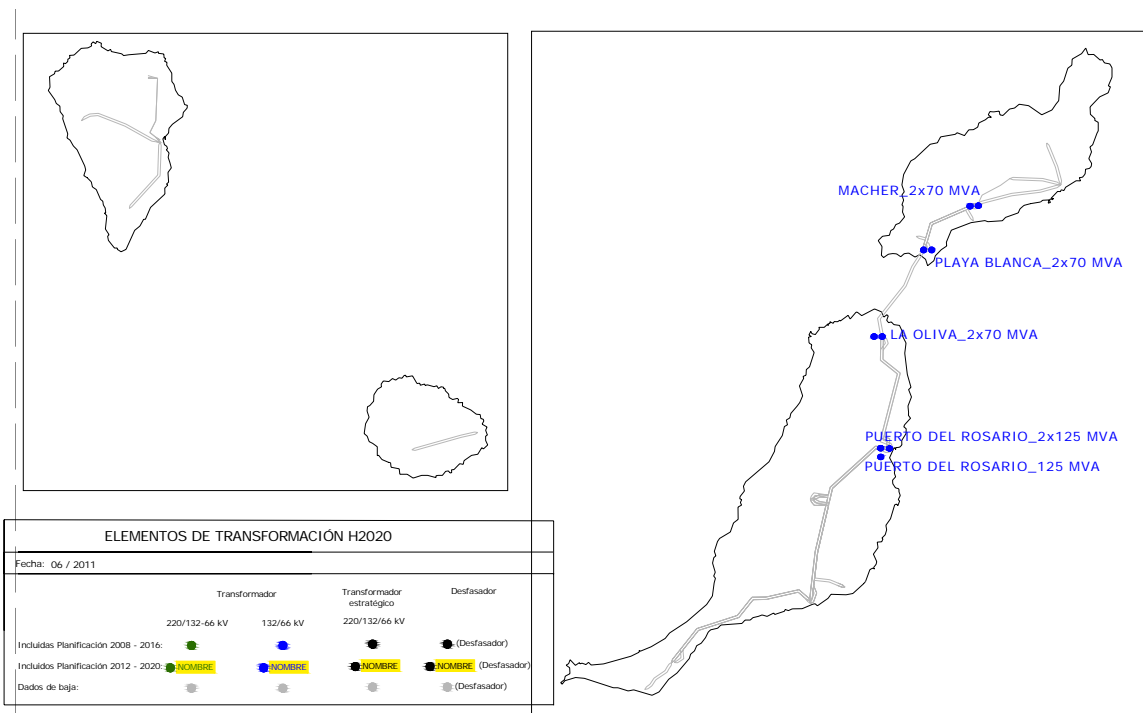 MACHER_2x70 MVA
PLAYA BLANCA_2x70 MVA
LA OLIVA_2x70 MVA
PUERTO DEL ROSARIO_2x125 MVA
PUERTO DEL ROSARIO_125 MVA
ELEMENTOS DE TRANSFORMACIÓN H2020
Fecha: 06 / 2011
Transformador
Transformador
estratégico
Desfasador
220/132-66 kV
132/66 kV
220/132/66 kV
Incluidas Planificación 2008 - 2016:
(Desfasador)
Incluidos Planificación 2012 - 2020:
NOMBRE
NOMBRE
NOMBRE
NOMBRE (Desfasador)
Dados de baja:
(Desfasador)